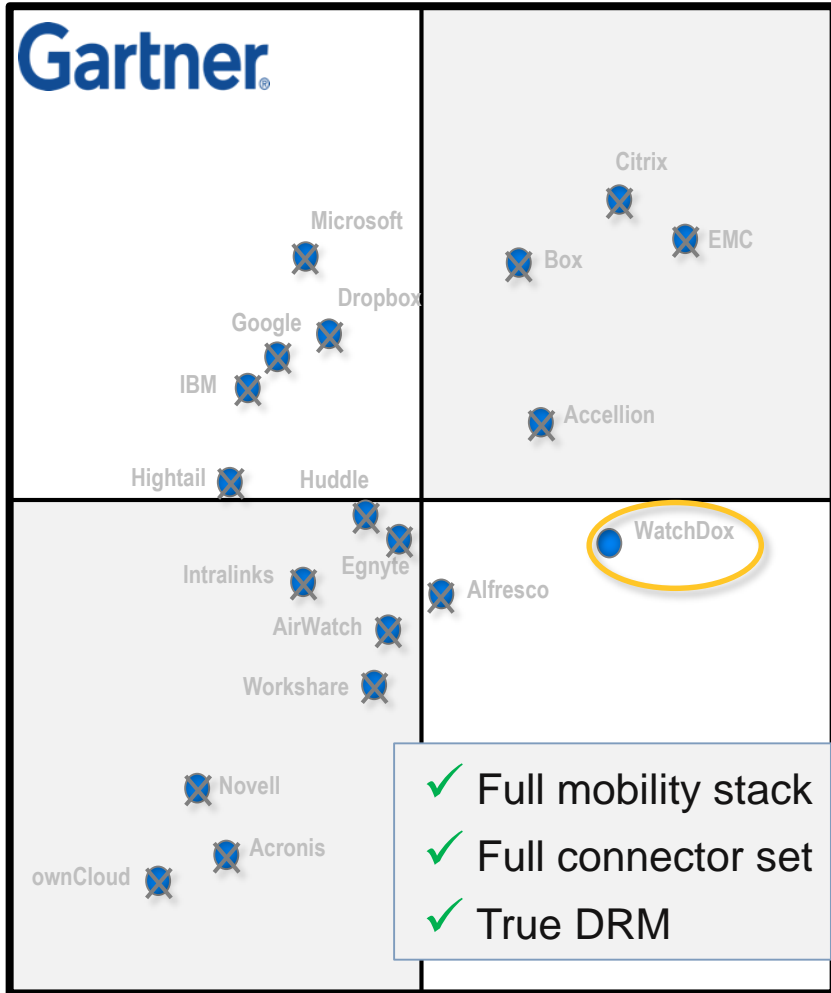 Gartner®
Citrix
Microsoft
EMC
Box
Dropbox
Google
IBM
Accellion
Hightail
Huddle
WatchDox
Egnyte
Intralinks
Alfresco
AirWatch
Workshare
Novell
Acronis
ownCloud
✓ Full mobility stack
✓ Full connector set
✓ True DRM